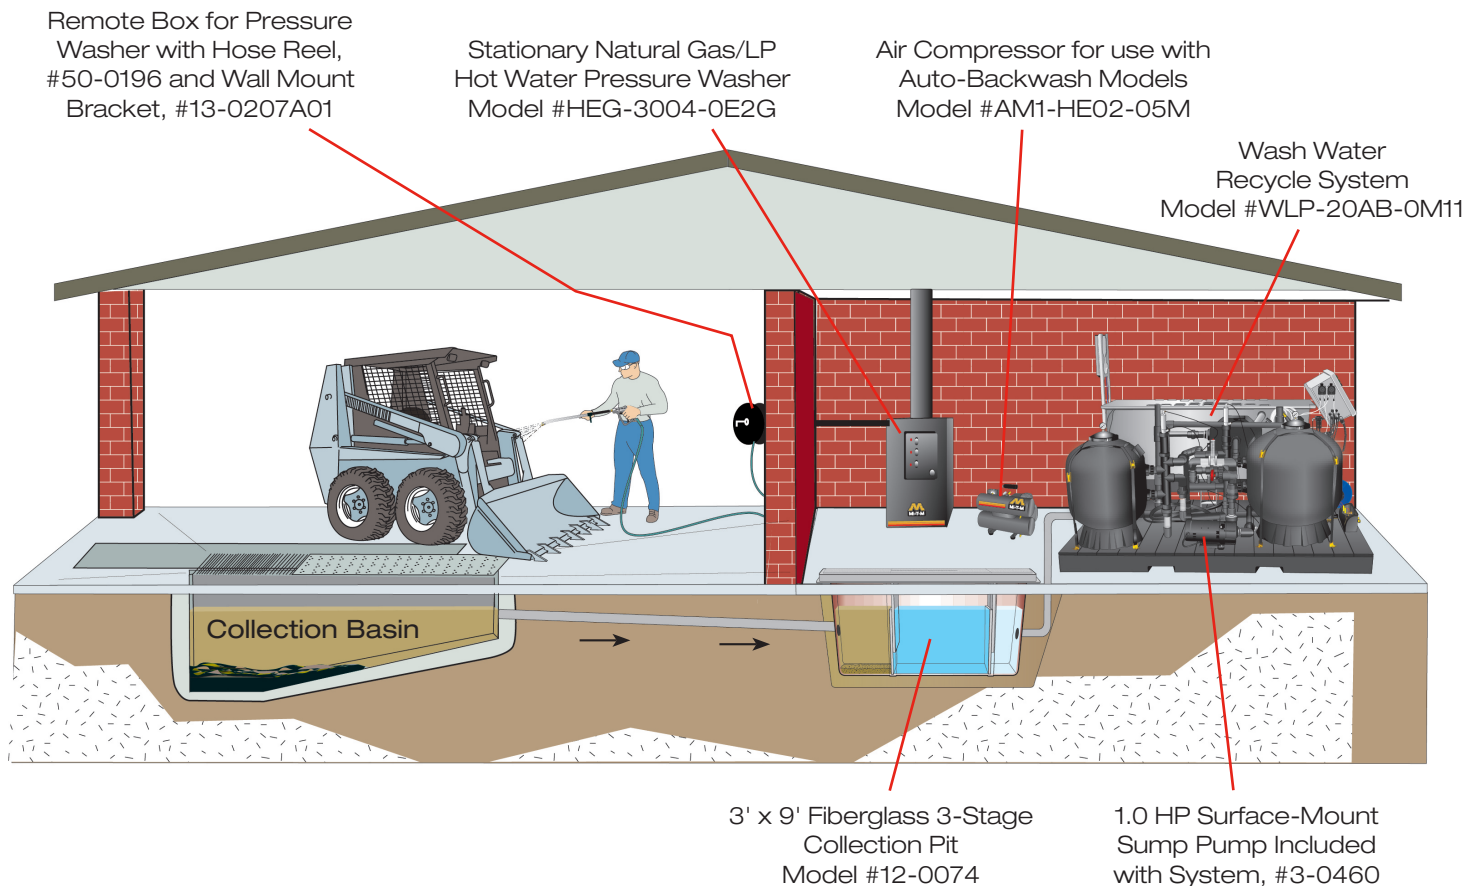 Remote Box for Pressure
Washer with Hose Reel,
#50-0196 and Wall Mount
Bracket, #13-0207A01
Stationary Natural Gas/LP
Hot Water Pressure Washer
Model #HEG-3004-0E2G
Air Compressor for use with
Auto-Backwash Models
Model #AM1-HE02-05M
Wash Water
Recycle System
Model #WLP-20AB-0M11
MI-T-M
MI-T-M
Collection Basin
3' x 9' Fiberglass 3-Stage
Collection Pit
Model #12-0074
1.0 HP Surface-Mount
Sump Pump Included
with System, #3-0460